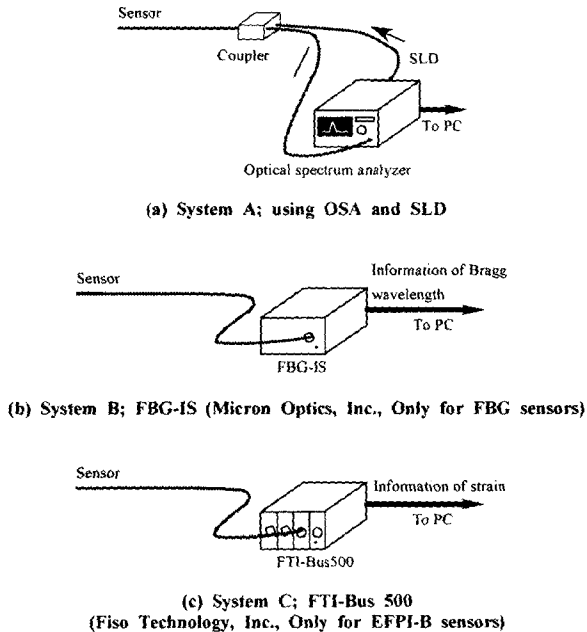 Sensor
Coupler
SLD
To PC
Optical spectrum analyzer
(a) System A; using OSA and SLD
Sensor
Information of Bragg
wavelength
To PC
FBG-IS
(b) System B; FBG-IS (Micron Optics, Inc., Only for FBG sensors)
Sensor
Information of strain
To PC
FTI-Bus500
(c) System C; FTI-Bus 500
(Fiso Technology, Inc., Only for EFPI-B sensors)